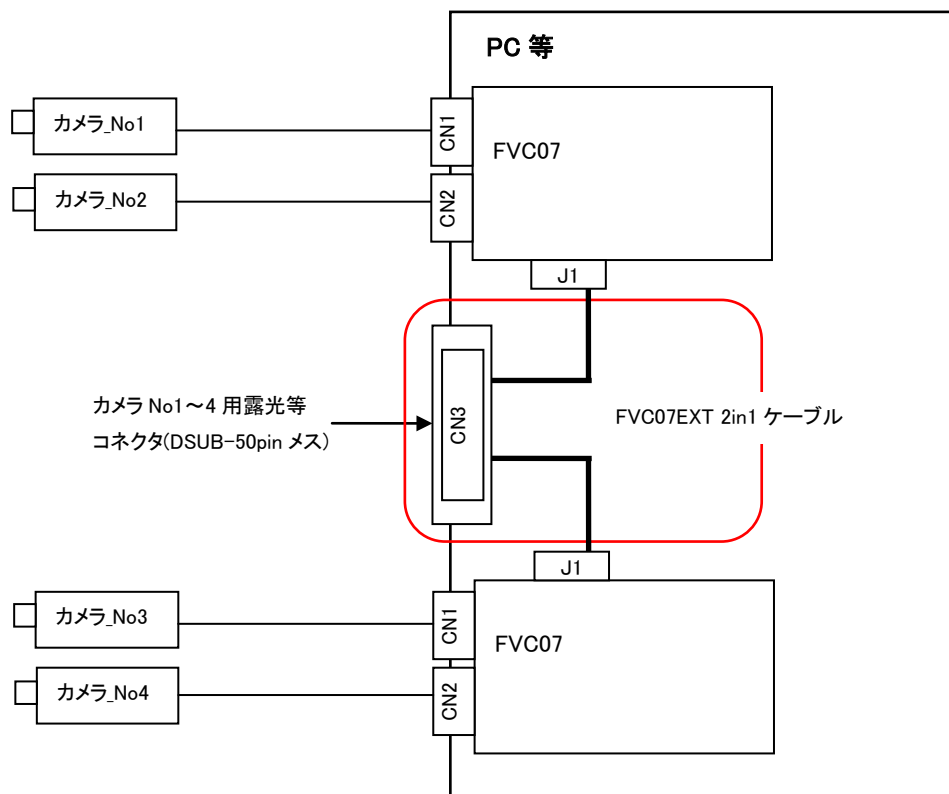 PC 等
カメラ_No1
CN1
FVC07
カメラ_No2
CN2
J1
カメラ No1～4 用露光等
コネクタ(DSUB-50pin メス)
CN3
FVC07EXT 2in1 ケーブル
J1
カメラ_No3
CN1
FVC07
カメラ_No4
CN2